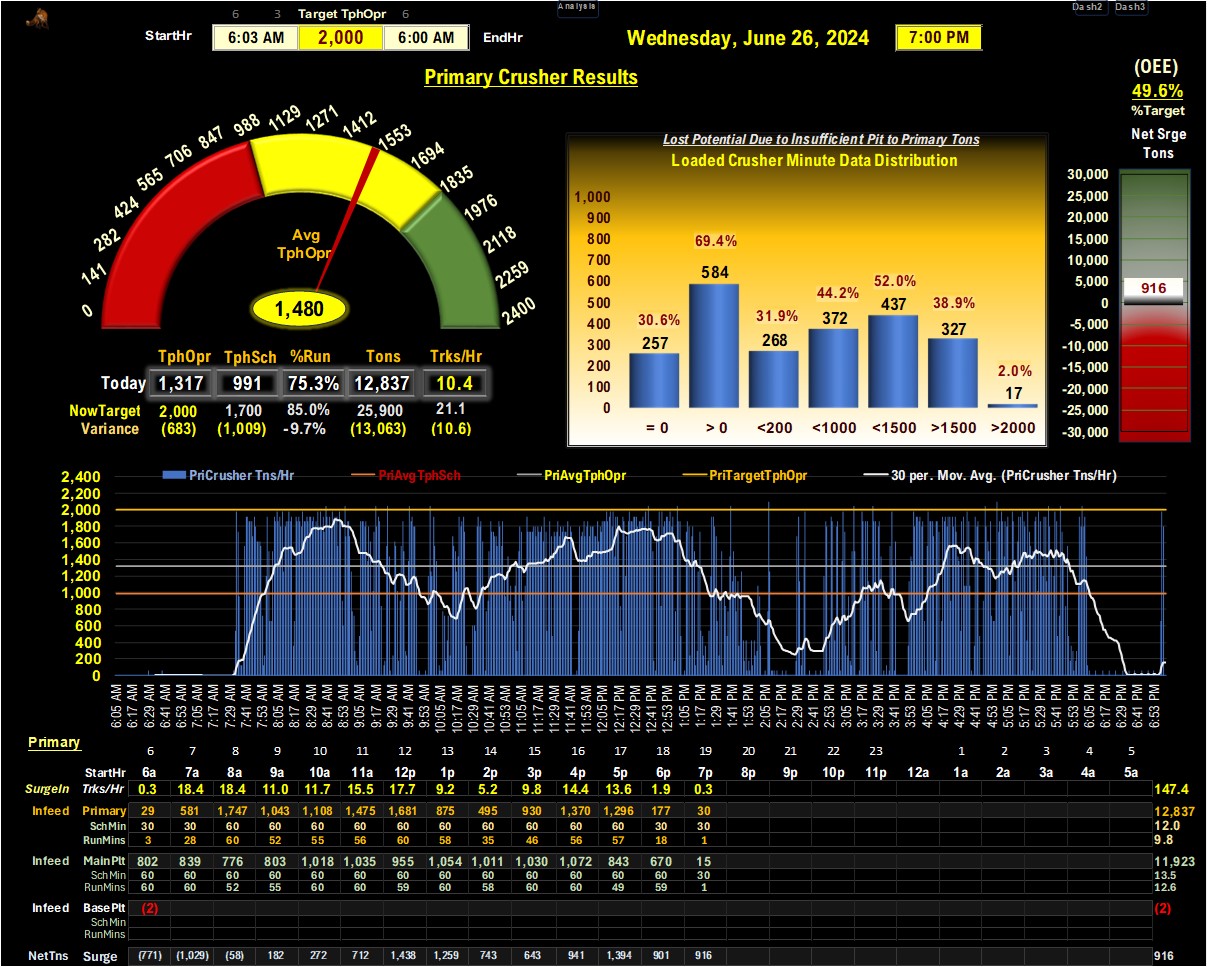 6 3 Target TphOpr 6
Analysis
Dash2 Dash3
StartHr 6:03 AM 2,000 6:00 AM EndHr
Wednesday, June 26, 2024 7:00 PM
Primary Crusher Results
(OEE)
49.6%
%Target
Net Srge
Tons
0 141 282 424 565 706 847 988 1129 1271 1412 1553 1694 1835 1976 2118 2259 2400
Avg
TphOpr
1,480
TphOpr TphSch %Run Tons Trks/Hr
Today 1,317 991 75.3% 12,837 10.4
NowTarget 2,000 1,700 85.0% 25,900 21.1
Variance (683) (1,009) -9.7% (13,063) (10.6)
Lost Potential Due to Insufficient Pit to Primary Tons
Loaded Crusher Minute Data Distribution
1,000
900
800
700
600
500
400
300
200
100
0
30.6% 69.4% 31.9% 44.2% 52.0% 38.9% 2.0%
257 584 268 372 437 327 17
= 0 > 0 <200 <1000 <1500 >1500 >2000
30,000
25,000
20,000
15,000
10,000
5,000
0
-5,000
-10,000
-15,000
-20,000
-25,000
-30,000
916
PriCrusher Tns/Hr PriAvgTphSch PriAvgTphOpr PriTargetTphOpr 30 per. Mov. Avg. (PriCrusher Tns/Hr)
2,400
2,200
2,000
1,800
1,600
1,400
1,200
1,000
800
600
400
200
0
6:05 AM 6:17 AM 6:29 AM 6:41 AM 6:53 AM 7:05 AM 7:17 AM 7:29 AM 7:41 AM 7:53 AM 8:05 AM 8:17 AM 8:29 AM 8:41 AM 8:53 AM 9:05 AM 9:17 AM 9:29 AM 9:41 AM 9:53 AM 10:05 AM 10:17 AM 10:29 AM 10:41 AM 10:53 AM 11:05 AM 11:17 AM 11:29 AM 11:41 AM 11:53 AM 12:05 PM 12:17 PM 12:29 PM 12:41 PM 12:53 PM 1:05 PM 1:17 PM 1:29 PM 1:41 PM 1:53 PM 2:05 PM 2:17 PM 2:29 PM 2:41 PM 2:53 PM 3:05 PM 3:17 PM 3:29 PM 3:41 PM 3:53 PM 4:05 PM 4:17 PM 4:29 PM 4:41 PM 4:53 PM 5:05 PM 5:17 PM 5:29 PM 5:41 PM 5:53 PM 6:05 PM 6:17 PM 6:29 PM 6:41 PM 6:53 PM
Primary
6 7 8 9 10 11 12 13 14 15 16 17 18 19 20 21 22 23 1 2 3 4 5
StartHr 6a 7a 8a 9a 10a 11a 12p 1p 2p 3p 4p 5p 6p 7p 8p 9p 10p 11p 12a 1a 2a 3a 4a 5a
SurgeIn Trks/Hr 0.3 18.4 18.4 11.0 11.7 15.5 17.7 9.2 5.2 9.8 14.4 13.6 1.9 0.3 147.4
Infeed Primary 29 581 1,747 1,043 1,108 1,475 1,681 875 495 930 1,370 1,296 177 30 12,837
SchMin 30 30 60 60 60 60 60 60 60 60 60 60 30 30 12.0
RunMins 3 28 60 52 55 56 60 58 35 46 56 57 18 1 9.8
Infeed MainPlt 802 839 776 803 1,018 1,035 955 1,054 1,011 1,030 1,072 843 670 15 11,923
SchMin 60 60 60 60 60 60 60 60 60 60 60 60 60 30 13.5
RunMins 60 60 52 55 60 60 59 60 58 60 60 49 59 1 12.6
Infeed BasePlt (2) (2)
SchMin
RunMins
NetTns Surge (771) (1,029) (58) 182 272 712 1,438 1,259 743 643 941 1,394 901 916 916